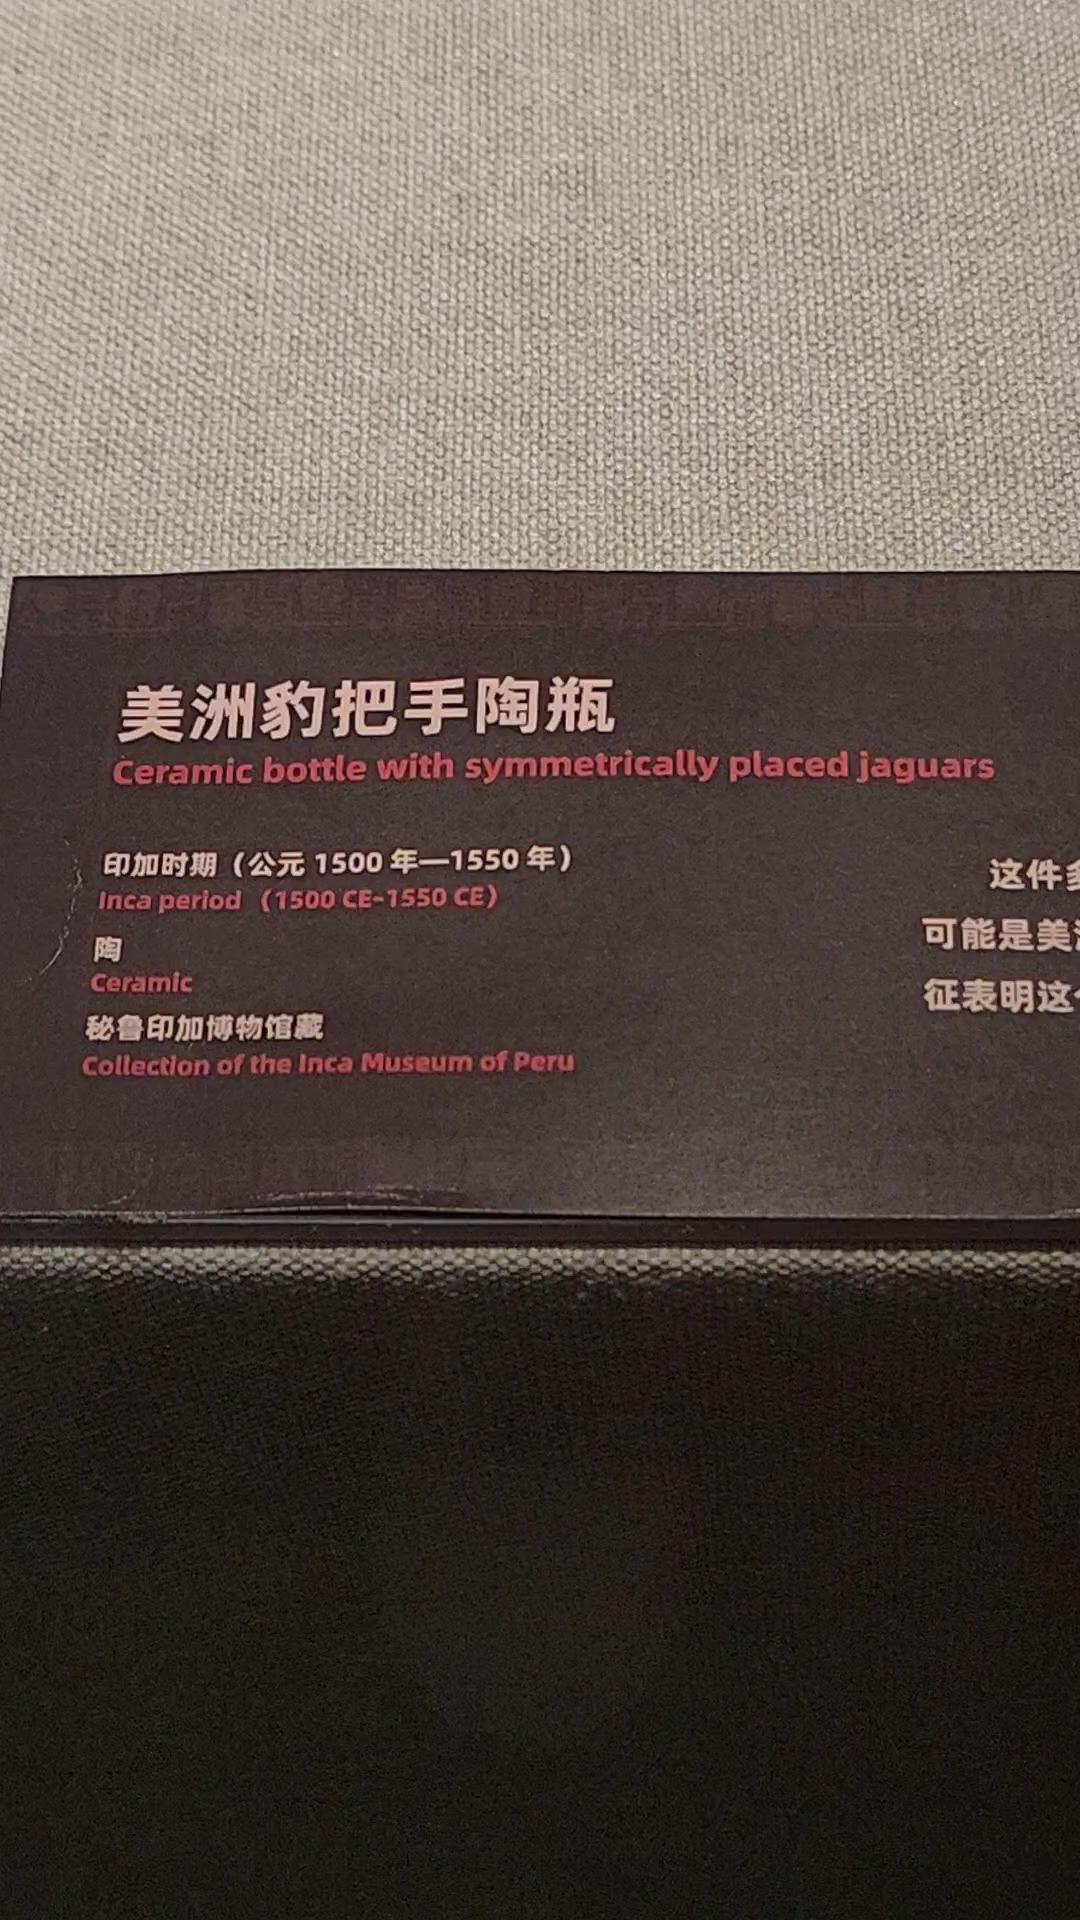 美洲豹把手陶瓶
Ceramic bottle with symmetrically placed jaguars
印加时期（公元 1500 年—1550 年）
Inca period （1500 CE-1550 CE）
陶
Ceramic
秘鲁印加博物馆藏
Collection of the Inca Museum of Peru
这件
可能是美
征表明这